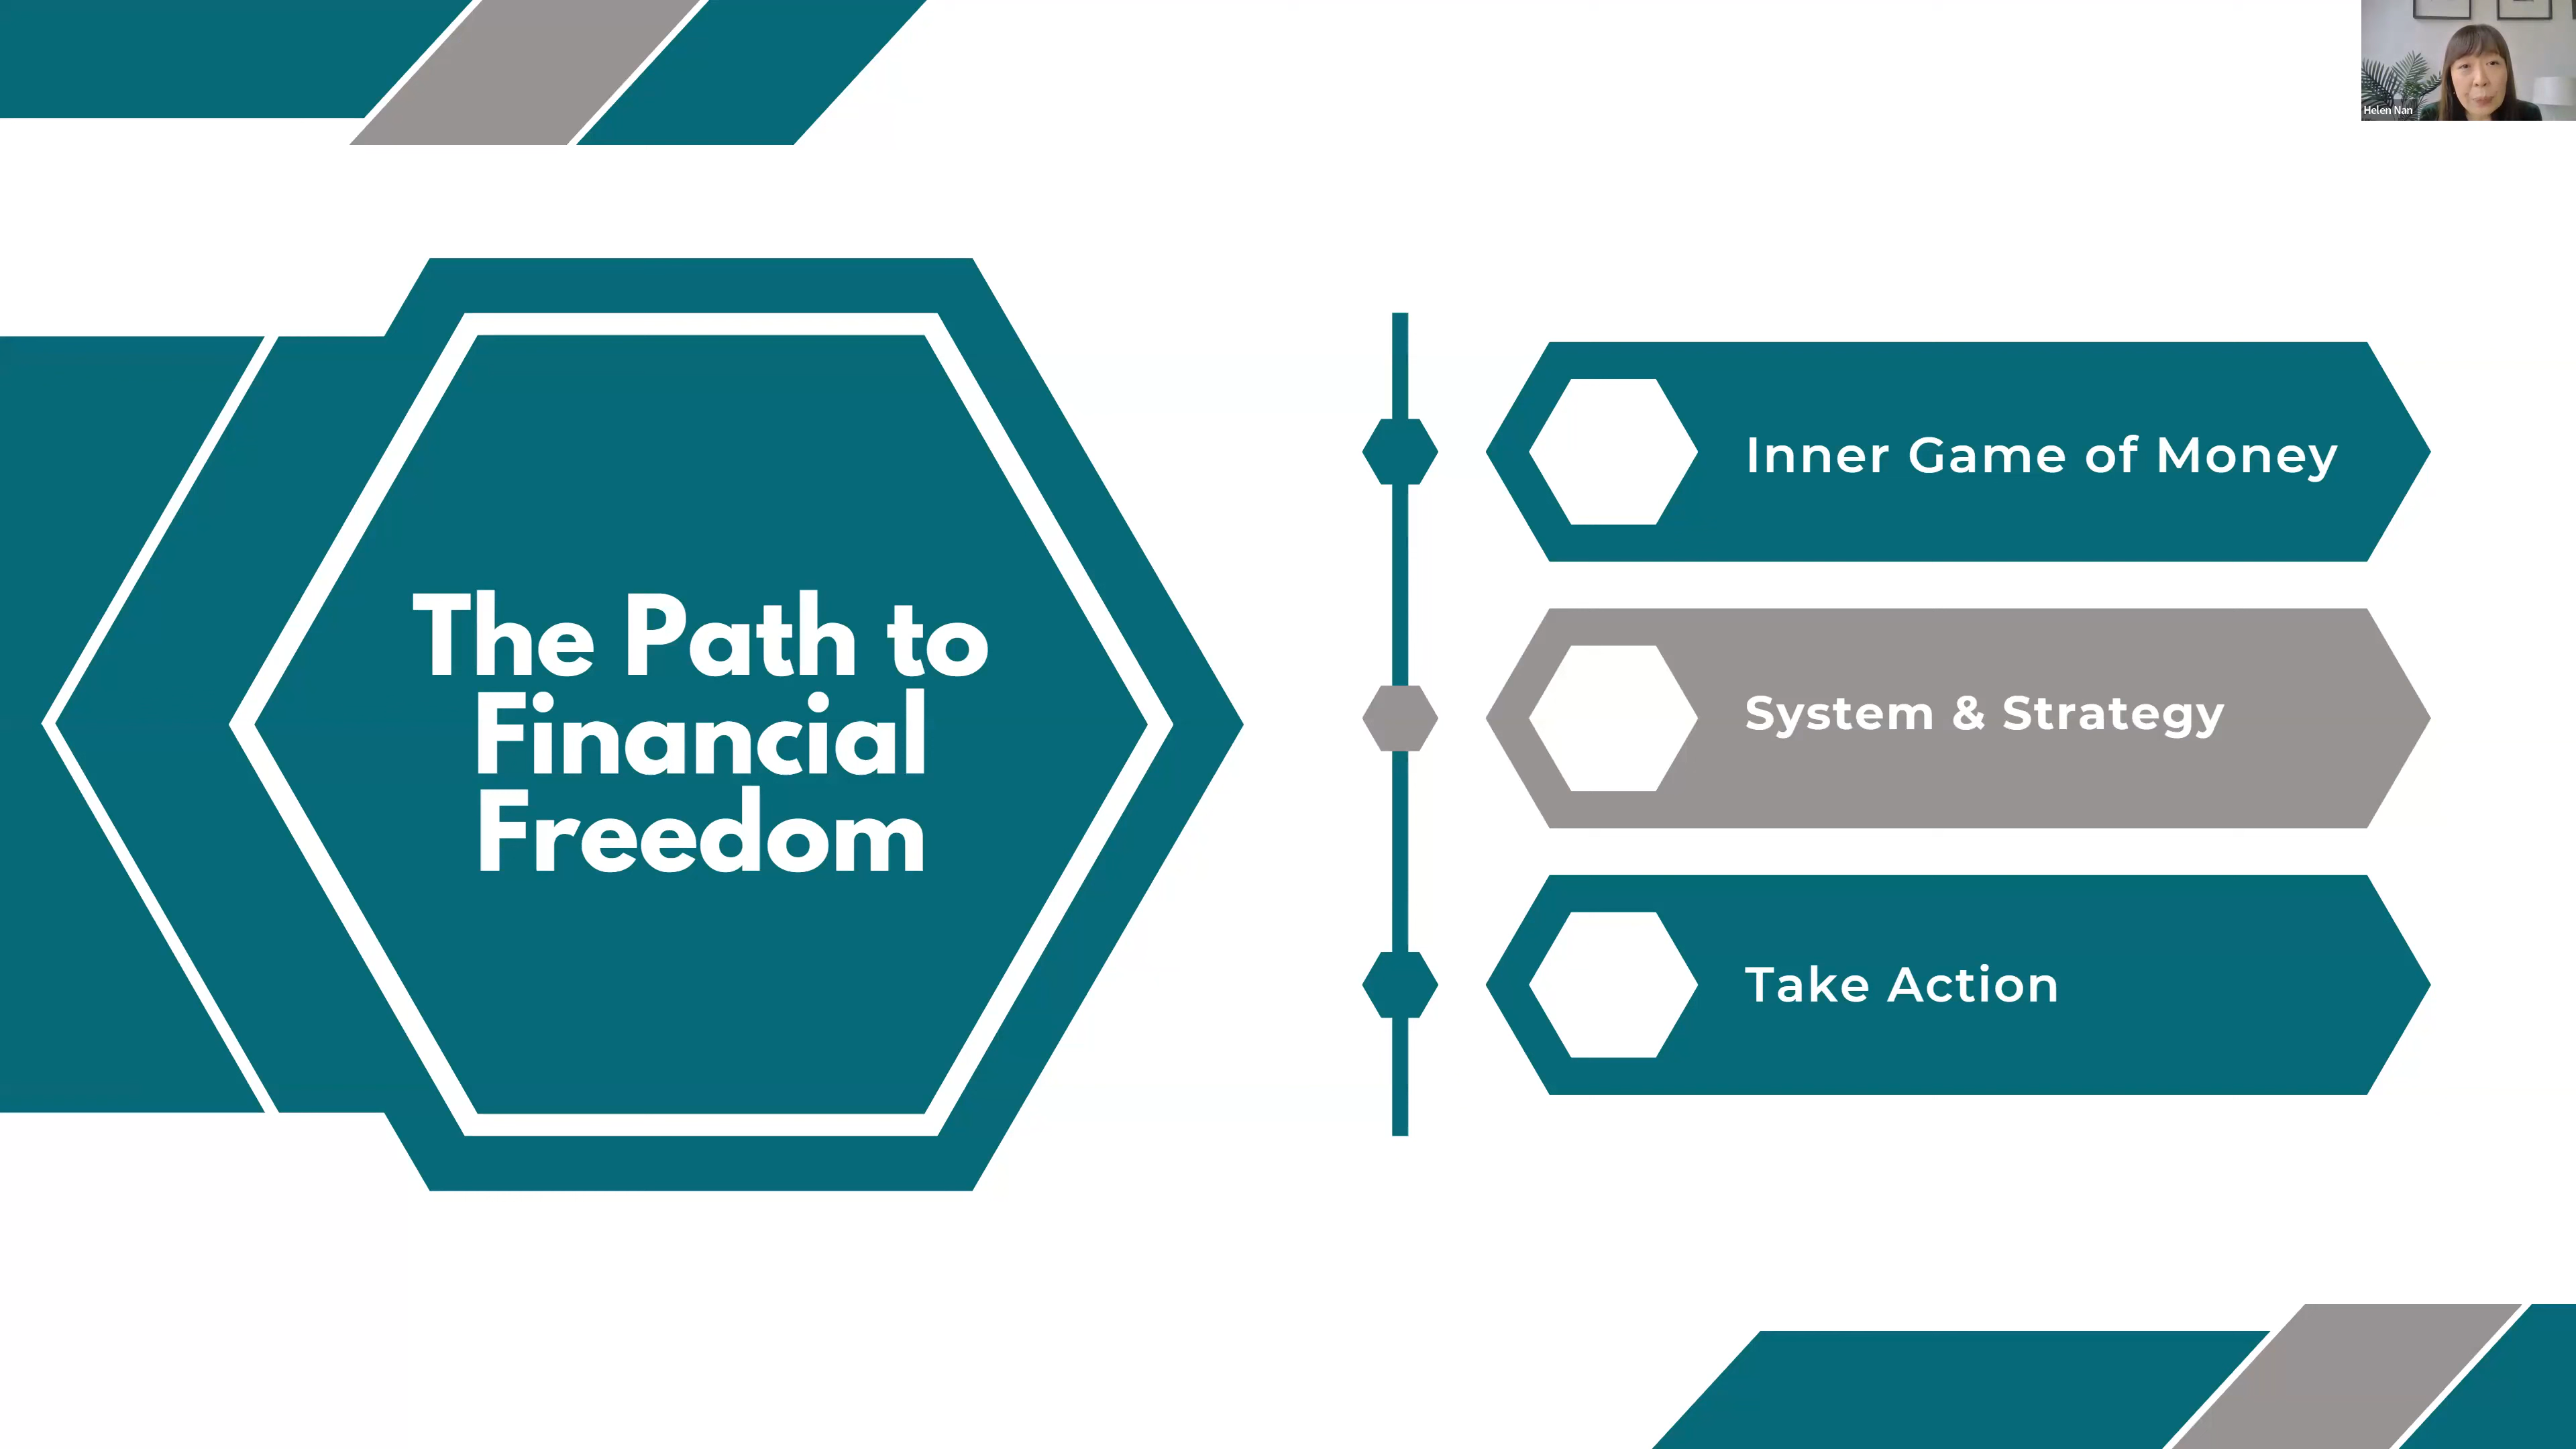 Helen Nan
The Path to
Financial
Freedom
Inner Game of Money
System & Strategy
Take Action